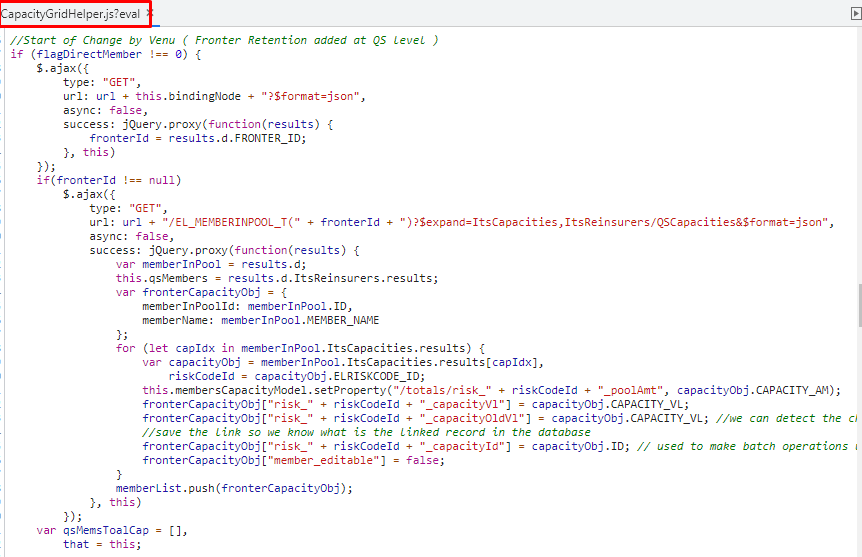 CapacityGridHelper.js?eval ×
//Start of Change by Venu ( Fronter Retention added at QS level )
if (flagDirectMember !== 0) {
$.ajax({
type: "GET",
url: url + this.bindingNode + "?$format=json",
async: false,
success: jQuery.proxy(function(results) {
fronterId = results.d.FRONTER_ID;
}, this)
});
if(fronterId !== null)
$.ajax({
type: "GET",
url: url + "/EL_MEMBERINPOOL_T(" + fronterId + ")?$expand=ItsCapacities,ItsReinsurers/QSCapacities&$format=json",
async: false,
success: jQuery.proxy(function(results) {
var memberInPool = results.d;
this.qsMembers = results.d.ItsReinsurers.results;
var fronterCapacityObj = {
memberInPoolId: memberInPool.ID,
memberName: memberInPool.MEMBER_NAME
};
for (let capIdx in memberInPool.ItsCapacities.results) {
var capacityObj = memberInPool.ItsCapacities.results[capIdx],
riskCodeId = capacityObj.ELRISKCODE_ID;
this.membersCapacityModel.setProperty("/totals/risk_" + riskCodeId + "_poolAmt", capacityObj.CAPACITY_AM);
fronterCapacityObj["risk_" + riskCodeId + "_capacityVl"] = capacityObj.CAPACITY_VL;
fronterCapacityObj["risk_" + riskCodeId + "_capacityOldVl"] = capacityObj.CAPACITY_VL; //we can detect the
//save the link so we know what is the linked record in the database
fronterCapacityObj["risk_" + riskCodeId + "_capacityId"] = capacityObj.ID; // used to make batch operations
fronterCapacityObj["member_editable"] = false;
}
memberList.push(fronterCapacityObj);
}, this)
});
var qsMemsToalCap = [],
that = this;